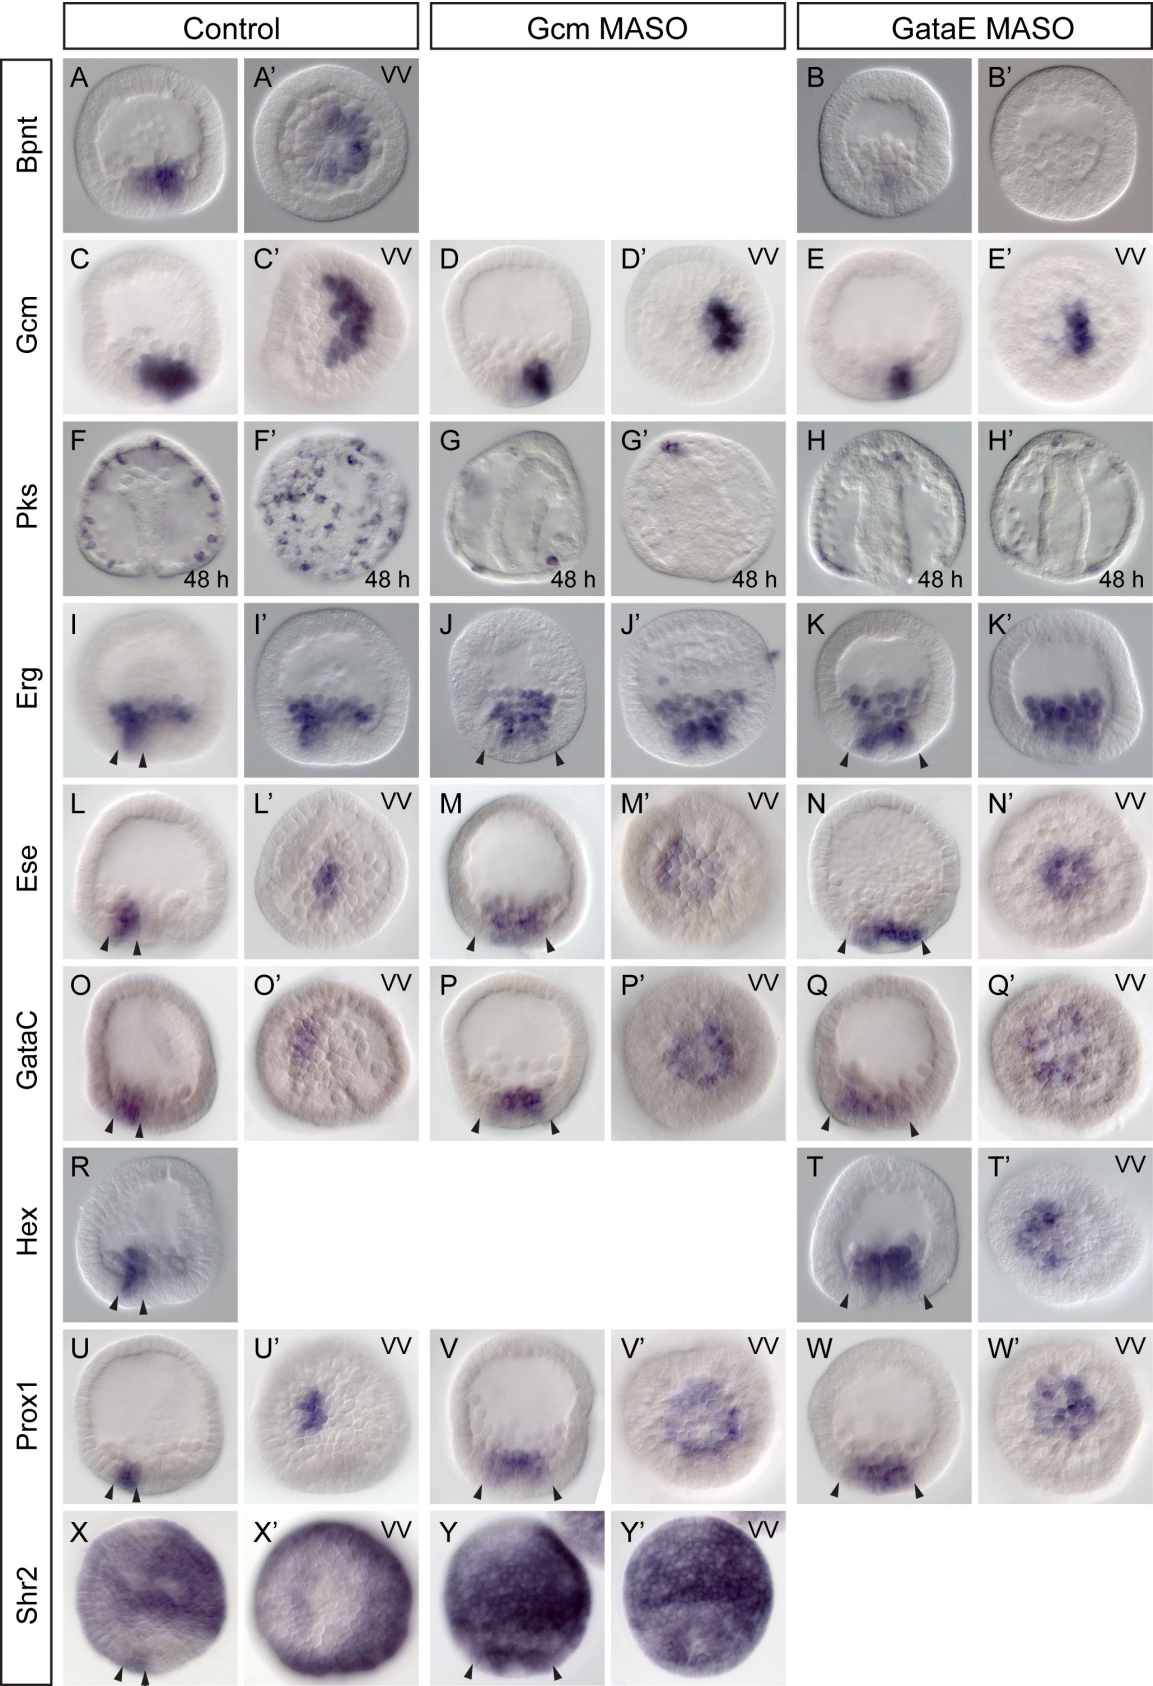 Control Gcm MASO GataE MASO
Bpnt A A’ VV B B’
Gcm C C’ VV D D’ VV E E’ VV
Pks F 48 h F’ 48 h G 48 h G’ 48 h H 48 h H’ 48 h
Erg I I’ J J’ K K’
Ese L L’ VV M M’ VV N N’ VV
GataC O O’ VV P P’ VV Q Q’ VV
Hex R T T’ VV
Prox1 U U’ VV V V’ VV W W’ VV
Shr2 X X’ VV Y Y’ VV